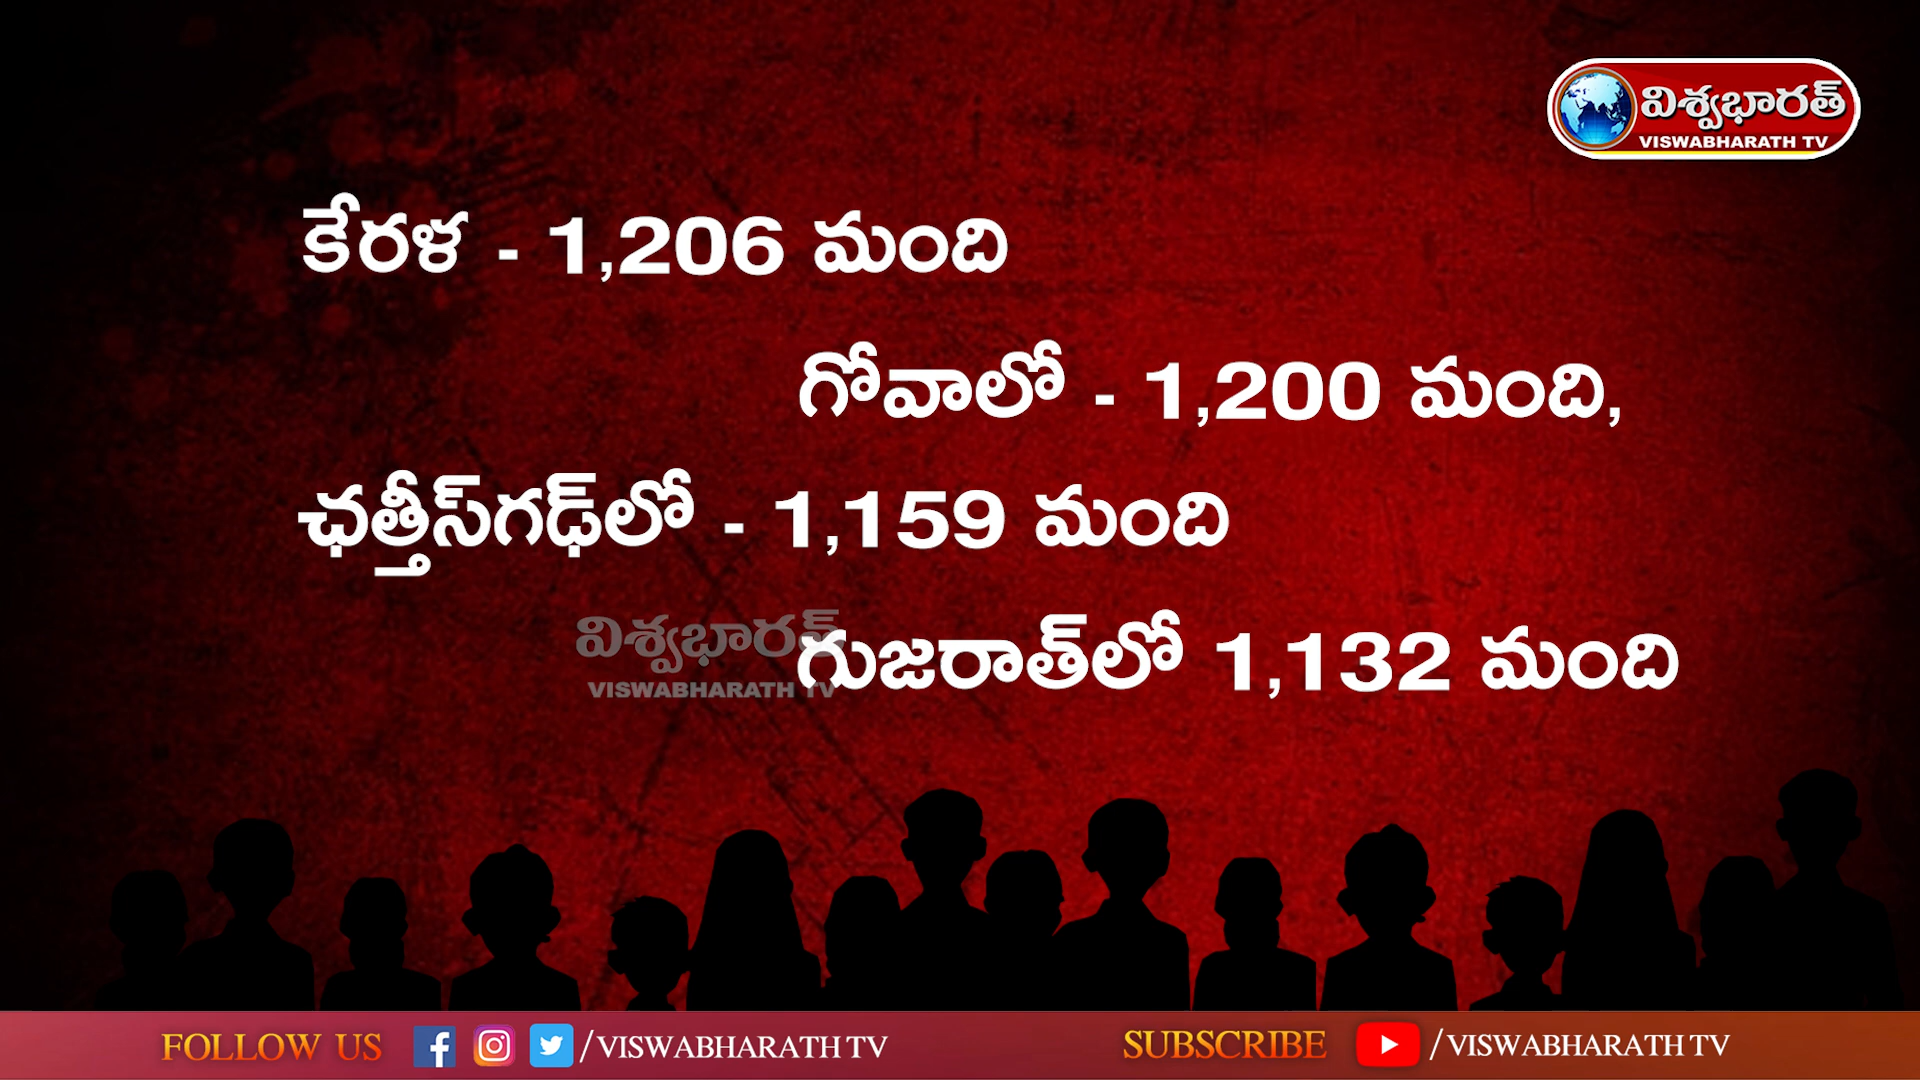 విశ్వభారత్
VISWABHARATH TV
కేరళ - 1,206 మంది
గోవాలో - 1,200 మంది,
ఛత్తీస్‌గఢ్‌లో - 1,159 మంది
విశ్వభారత్
VISWABHARATH TV
గుజరాత్‌లో 1,132 మంది
FOLLOW US /VISWABHARATH TV SUBSCRIBE /VISWABHARATH TV